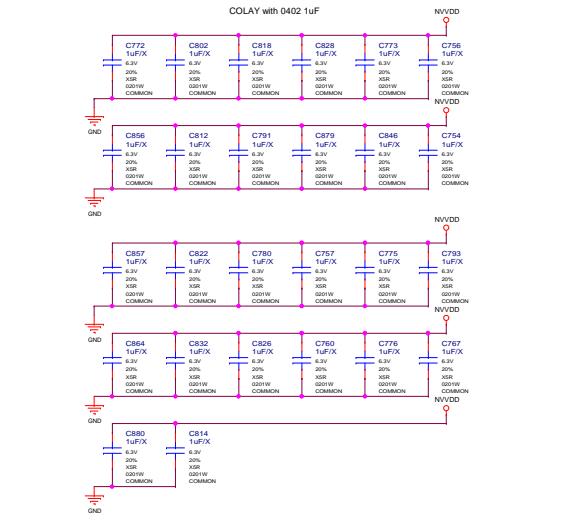 COLAY with 0402 1uF
NVVDD
C772 C802 C818 C828 C773 C756
1uF/X 1uF/X 1uF/X 1uF/X 1uF/X 1uF/X
6.3V 6.3V 6.3V 6.3V 6.3V 6.3V
20% 20% 20% 20% 20% 20%
X5R X5R X5R X5R X5R X5R
0201W 0201W 0201W 0201W 0201W 0201W
COMMON COMMON COMMON COMMON COMMON COMMON
NVVDD
GND
C856 C812 C791 C879 C846 C754
1uF/X 1uF/X 1uF/X 1uF/X 1uF/X 1uF/X
6.3V 6.3V 6.3V 6.3V 6.3V 6.3V
20% 20% 20% 20% 20% 20%
X5R X5R X5R X5R X5R X5R
0201W 0201W 0201W 0201W 0201W 0201W
COMMON COMMON COMMON COMMON COMMON COMMON
GND
NVVDD
C857 C822 C780 C757 C775 C793
1uF/X 1uF/X 1uF/X 1uF/X 1uF/X 1uF/X
6.3V 6.3V 6.3V 6.3V 6.3V 6.3V
20% 20% 20% 20% 20% 20%
X5R X5R X5R X5R X5R X5R
0201W 0201W 0201W 0201W 0201W 0201W
COMMON COMMON COMMON COMMON COMMON COMMON
NVVDD
GND
C864 C832 C826 C760 C776 C767
1uF/X 1uF/X 1uF/X 1uF/X 1uF/X 1uF/X
6.3V 6.3V 6.3V 6.3V 6.3V 6.3V
20% 20% 20% 20% 20% 20%
X5R X5R X5R X5R X5R X5R
0201W 0201W 0201W 0201W 0201W 0201W
COMMON COMMON COMMON COMMON COMMON COMMON
NVVDD
GND
C880 C814
1uF/X 1uF/X
6.3V 6.3V
20% 20%
X5R X5R
0201W 0201W
COMMON COMMON
GND